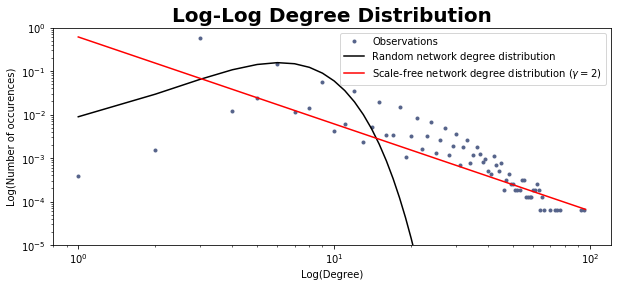 Log-Log Degree Distribution
Observations
Random network degree distribution
Scale-free network degree distribution (γ = 2)
Log(Number of occurences)
10⁰
10⁻¹
10⁻²
10⁻³
10⁻⁴
10⁻⁵
10⁰ 10¹ 10²
Log(Degree)